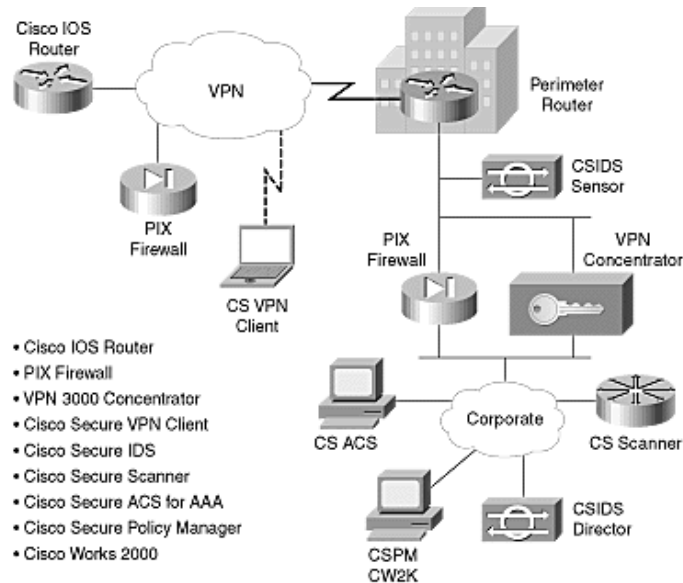 Cisco IOS
Router
VPN
Perimeter
Router
PIX
Firewall
CS VPN
Client
CSIDS
Sensor
PIX
Firewall
VPN
Concentrator
• Cisco IOS Router
• PIX Firewall
• VPN 3000 Concentrator
• Cisco Secure VPN Client
• Cisco Secure IDS
• Cisco Secure Scanner
• Cisco Secure ACS for AAA
• Cisco Secure Policy Manager
• Cisco Works 2000
CS ACS
Corporate
CS Scanner
CSPM
CW2K
CSIDS
Director